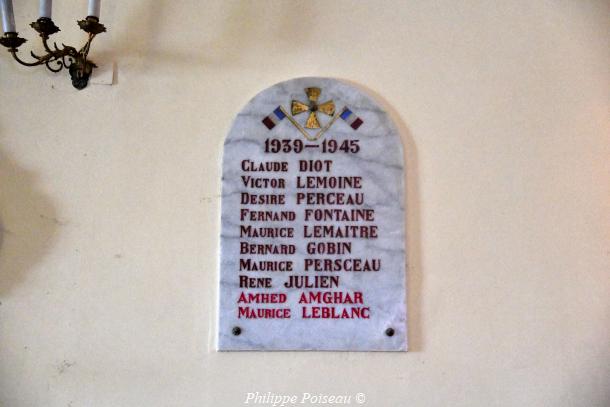 1939–1945
CLAUDE DIOT
VICTOR LEMOINE
DESIRE PERCEAU
FERNAND FONTAINE
MAURICE LEMAITRE
BERNARD GOBIN
MAURICE PERSCEAU
RENE JULIEN
AMHED AMGHAR
MAURICE LEBLANC
Philippe Poiseau ©